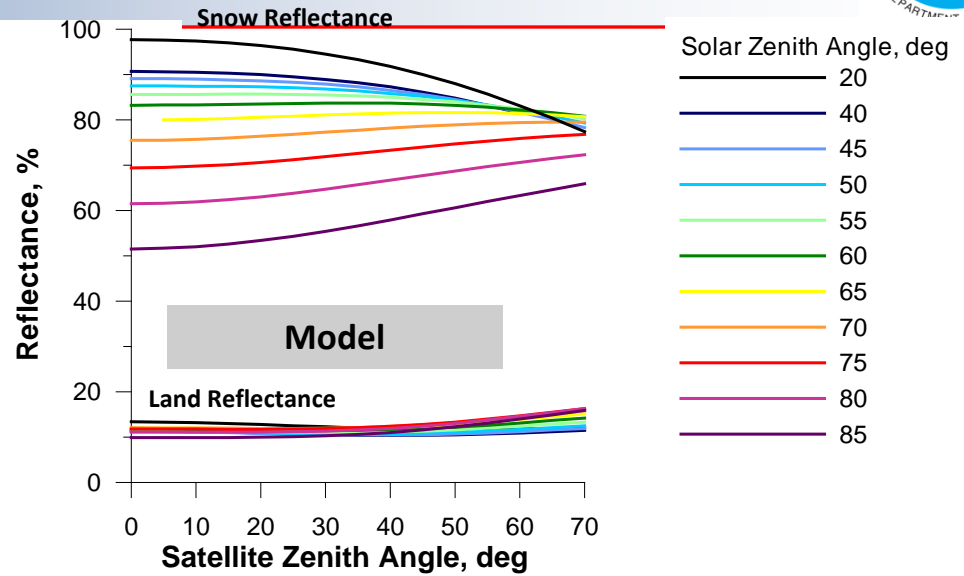 Snow Reflectance
100
80
60
40
20
0
Reflectance, %
Model
Land Reflectance
0 10 20 30 40 50 60 70
Satellite Zenith Angle, deg
Solar Zenith Angle, deg
20
40
45
50
55
60
65
70
75
80
85